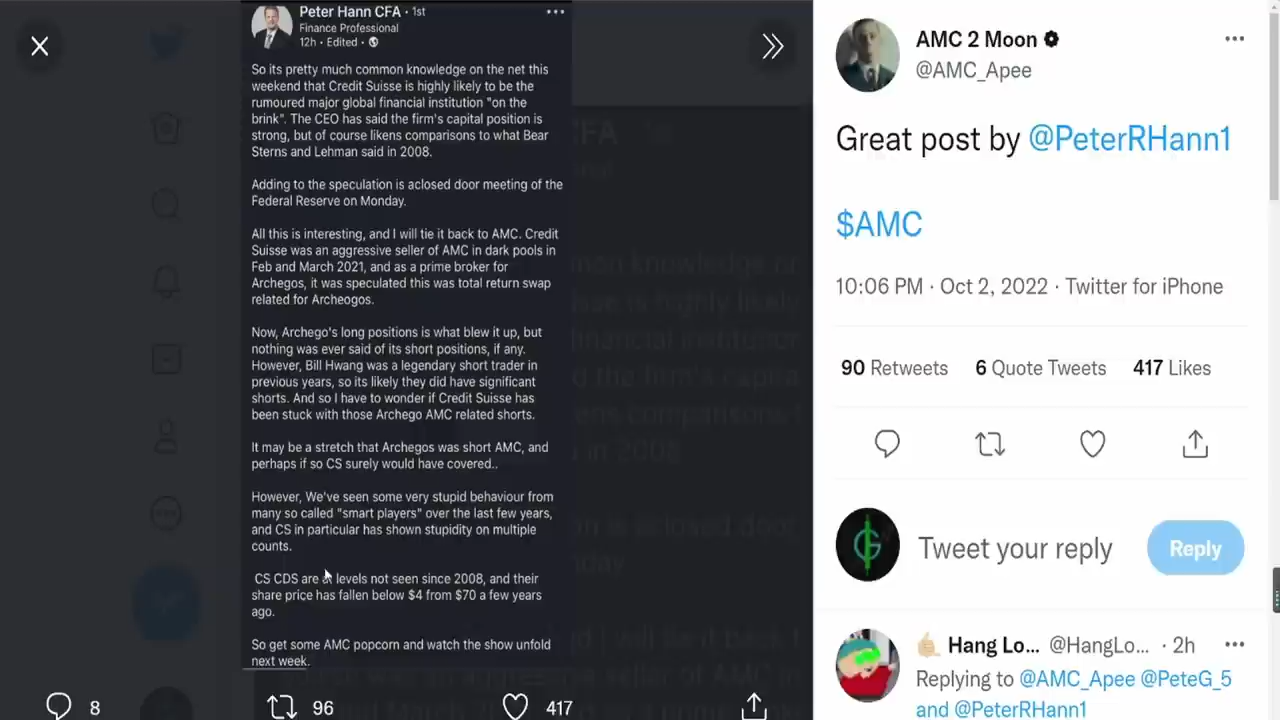 Peter Hann CFA · 1st
Finance Professional
12h · Edited ·
So its pretty much common knowledge on the net this
weekend that Credit Suisse is highly likely to be the
rumoured major global financial institution "on the
brink". The CEO has said the firm's capital position is
strong, but of course likens comparisons to what Bear
Sterns and Lehman said in 2008.
Adding to the speculation is aclosed door meeting of the
Federal Reserve on Monday.
All this is interesting, and I will tie it back to AMC. Credit
Suisse was an aggressive seller of AMC in dark pools in
Feb and March 2021, and as a prime broker for
Archegos, it was speculated this was total return swap
related for Archeogos.
Now, Archego's long positions is what blew it up, but
nothing was ever said of its short positions, if any.
However, Bill Hwang was a legendary short trader in
previous years, so its likely they did have significant
shorts. And so I have to wonder if Credit Suisse has
been stuck with those Archego AMC related shorts.
It may be a stretch that Archegos was short AMC, and
perhaps if so CS surely would have covered..
However, We've seen some very stupid behaviour from
many so called "smart players" over the last few years,
and CS in particular has shown stupidity on multiple
counts.
CS CDS are levels not seen since 2008, and their
share price has fallen below $4 from $70 a few years
ago.
So get some AMC popcorn and watch the show unfold
next week.
8 96 417
AMC 2 Moon
@AMC_Apee
Great post by @PeterRHann1
$AMC
10:06 PM · Oct 2, 2022 · Twitter for iPhone
90 Retweets 6 Quote Tweets 417 Likes
Tweet your reply
Reply
Hang Lo... @HangLo... · 2h
Replying to @AMC_Apee @PeteG_5
and @PeterRHann1